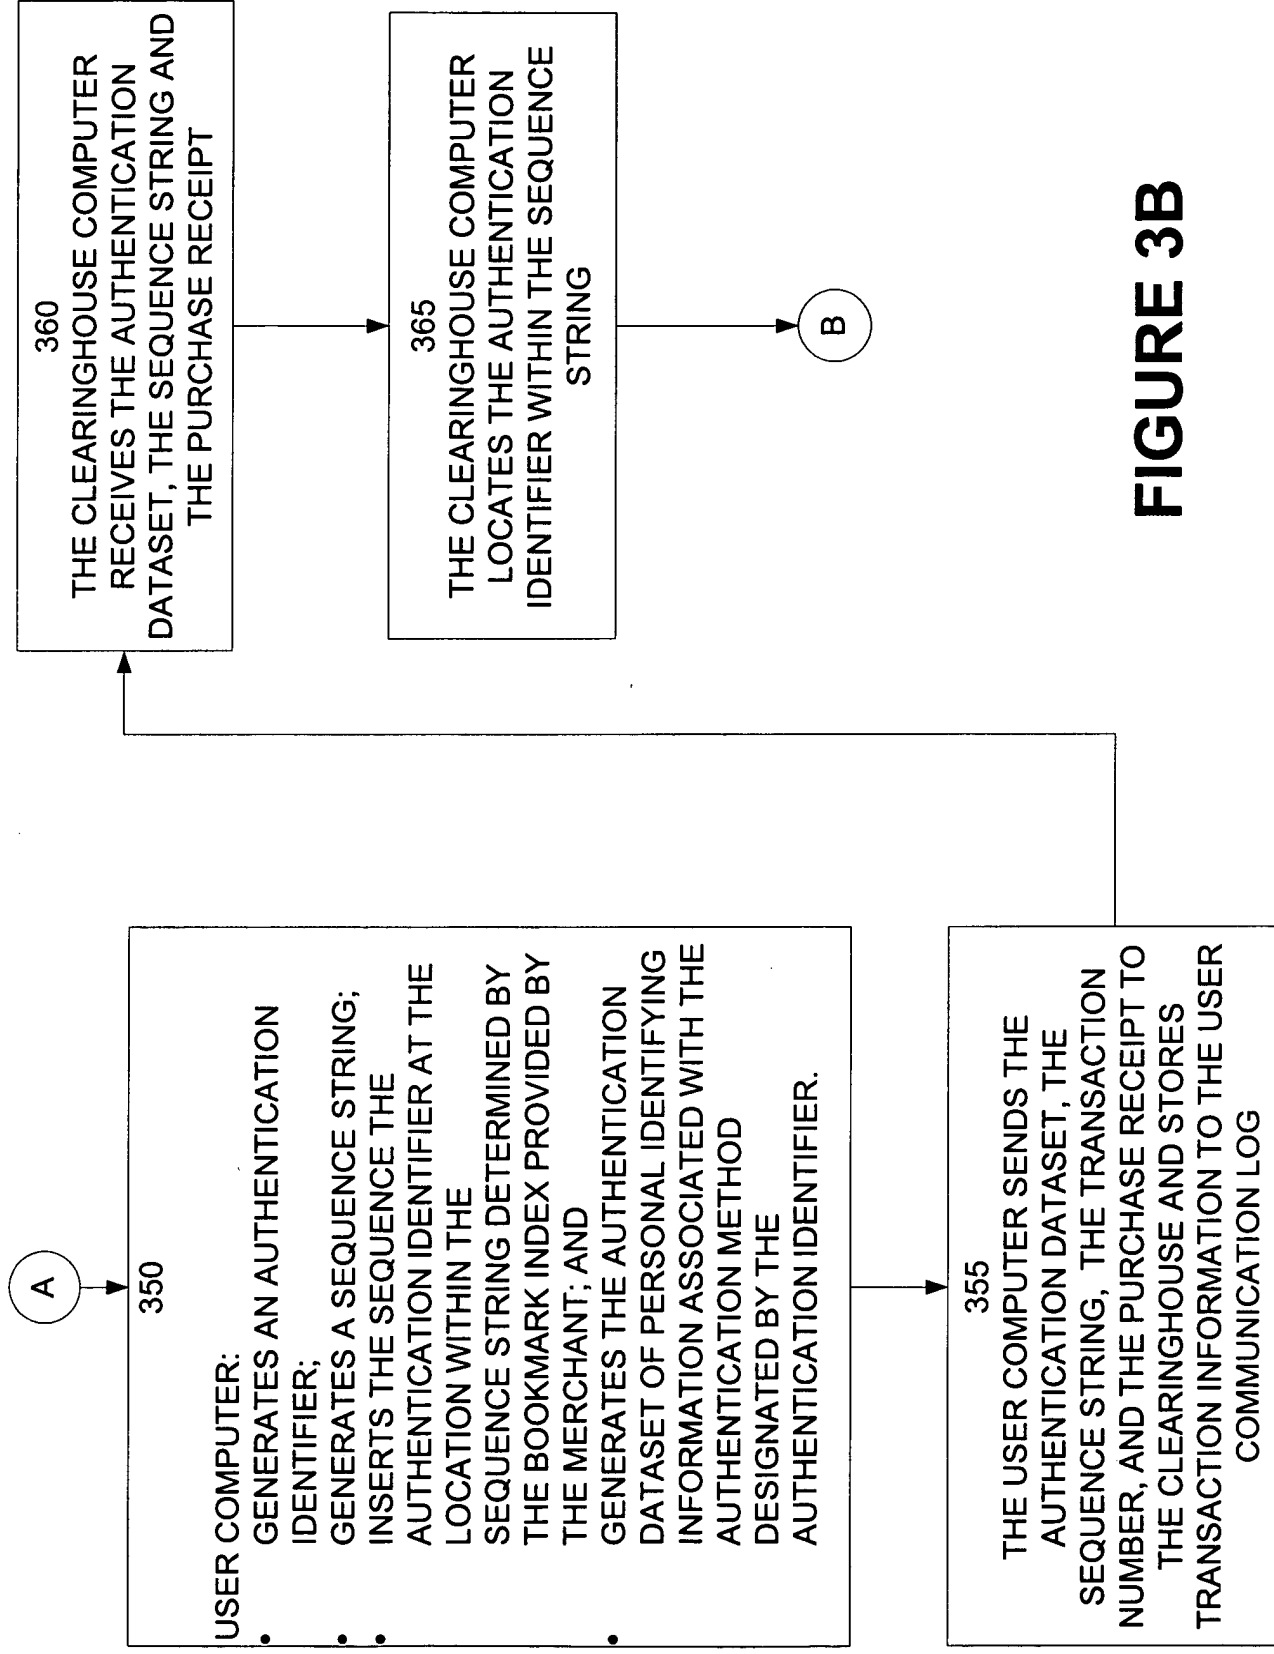 A
350
USER COMPUTER:
• GENERATES AN AUTHENTICATION
IDENTIFIER;
• GENERATES A SEQUENCE STRING;
• INSERTS THE SEQUENCE THE
AUTHENTICATION IDENTIFIER AT THE
LOCATION WITHIN THE
SEQUENCE STRING DETERMINED BY
THE BOOKMARK INDEX PROVIDED BY
THE MERCHANT; AND
• GENERATES THE AUTHENTICATION
DATASET OF PERSONAL IDENTIFYING
INFORMATION ASSOCIATED WITH THE
AUTHENTICATION METHOD
DESIGNATED BY THE
AUTHENTICATION IDENTIFIER.
355
THE USER COMPUTER SENDS THE
AUTHENTICATION DATASET, THE
SEQUENCE STRING, THE TRANSACTION
NUMBER, AND THE PURCHASE RECEIPT TO
THE CLEARINGHOUSE AND STORES
TRANSACTION INFORMATION TO THE USER
COMMUNICATION LOG
360
THE CLEARINGHOUSE COMPUTER
RECEIVES THE AUTHENTICATION
DATASET, THE SEQUENCE STRING AND
THE PURCHASE RECEIPT
365
THE CLEARINGHOUSE COMPUTER
LOCATES THE AUTHENTICATION
IDENTIFIER WITHIN THE SEQUENCE
STRING
B
FIGURE 3B